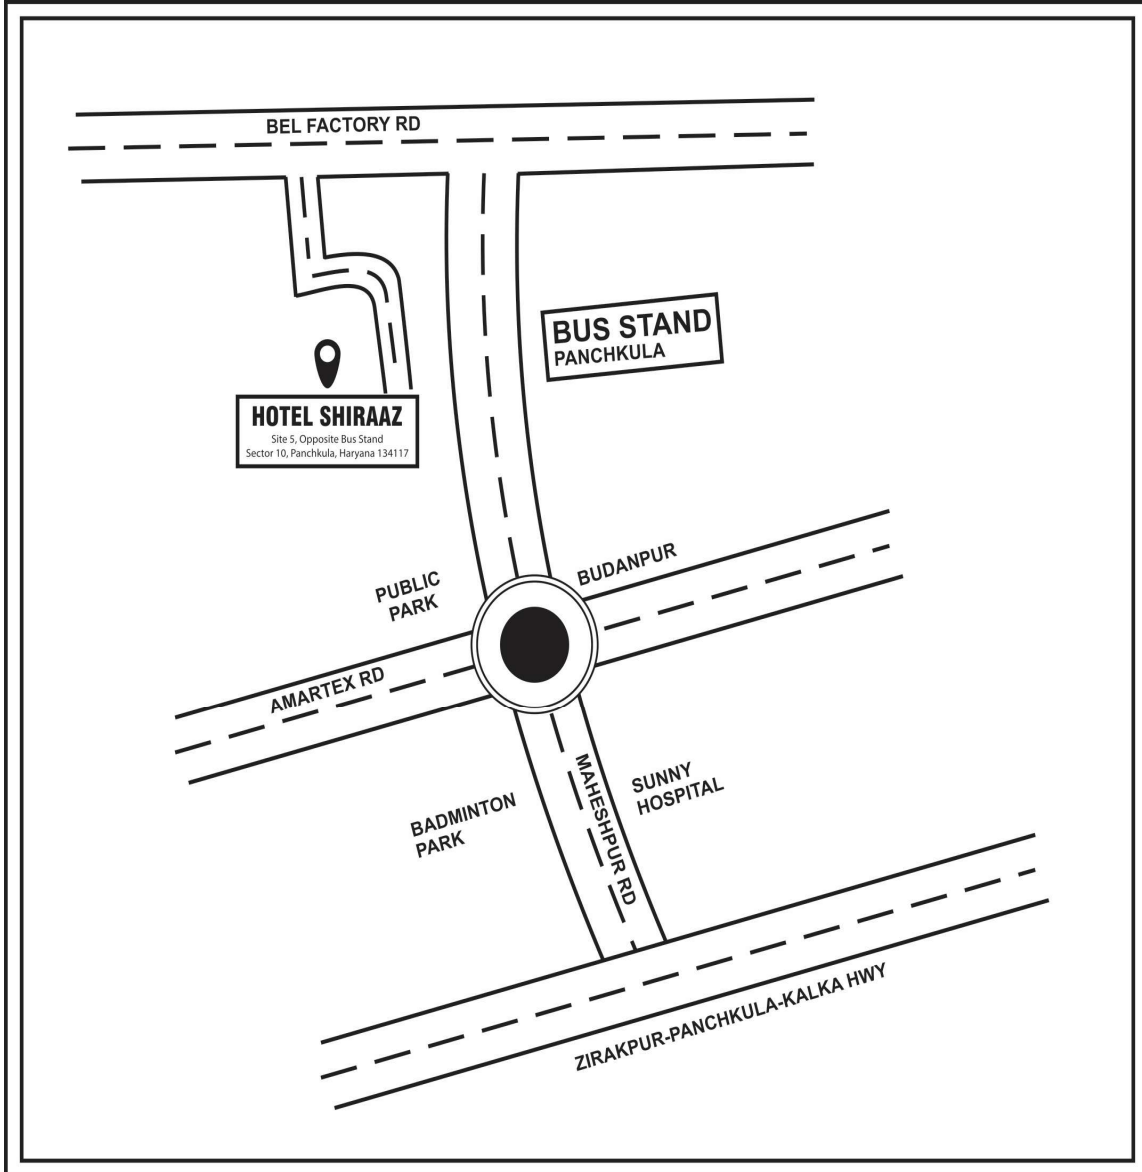 BEL FACTORY RD
BUS STAND
PANCHKULA
HOTEL SHIRAAZ
Site 5, Opposite Bus Stand
Sector 10, Panchkula, Haryana 134117
BUDANPUR
PUBLIC
PARK
AMARTEX RD
MAHESHPUR RD
SUNNY
HOSPITAL
BADMINTON
PARK
ZIRAKPUR-PANCHKULA-KALKA HWY